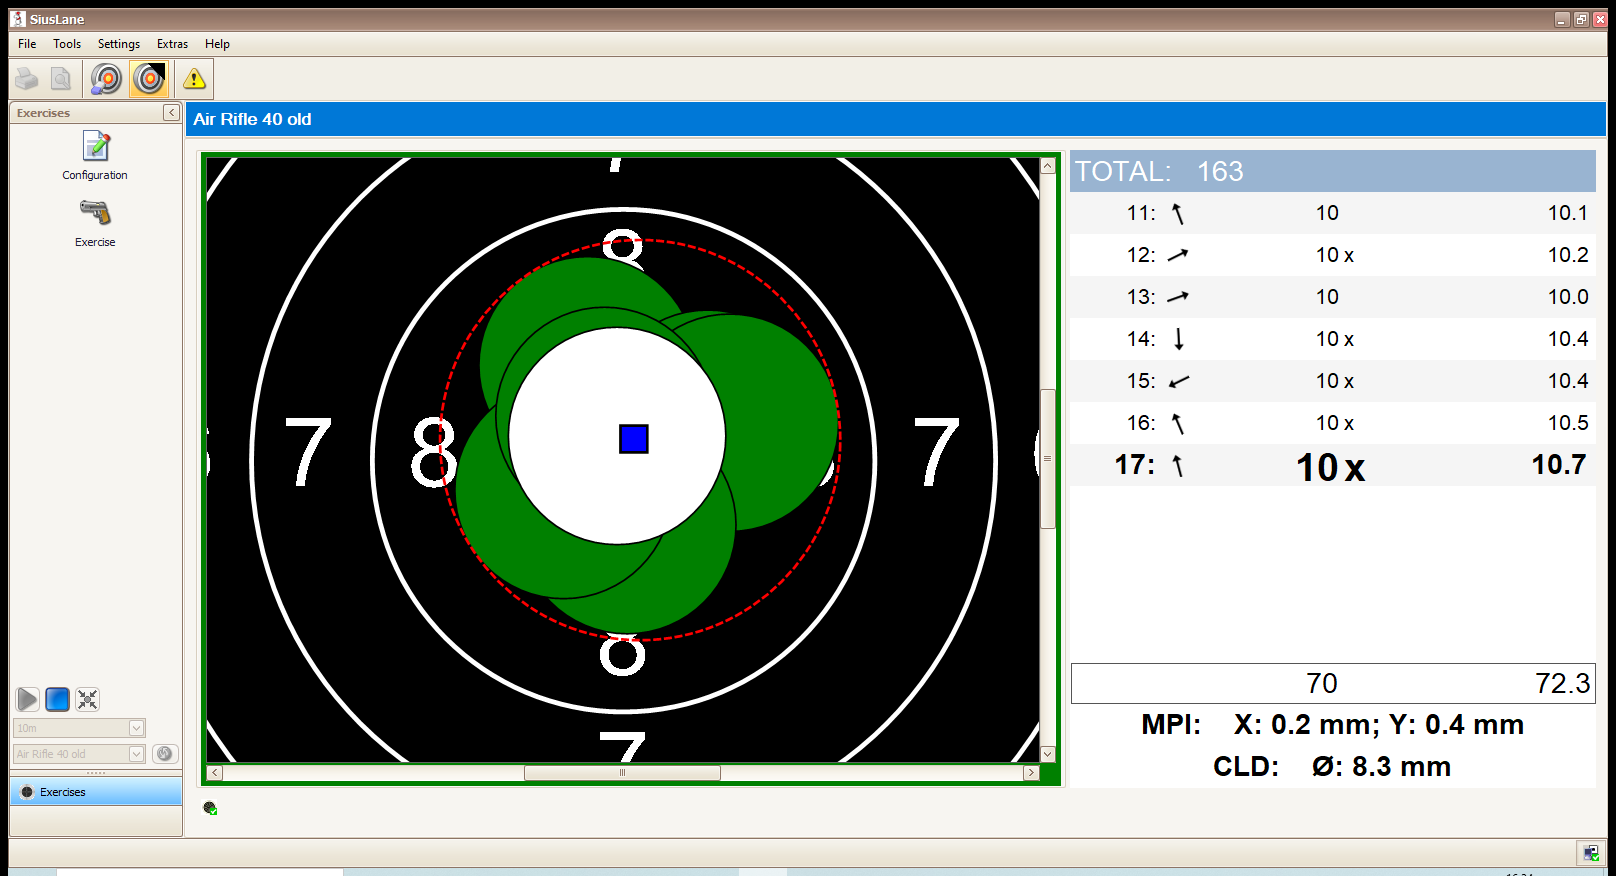 SiusLane
File Tools Settings Extras Help
Exercises
Configuration
Exercise
10m
Air Rifle 40 old
Exercises
Air Rifle 40 old
7
8
7 8 7
8
7
TOTAL: 163
11: 10 10.1
12: 10 x 10.2
13: 10 10.0
14: 10 x 10.4
15: 10 x 10.4
16: 10 x 10.5
17: 10 x 10.7
70 72.3
MPI: X: 0.2 mm; Y: 0.4 mm
CLD: Ø: 8.3 mm